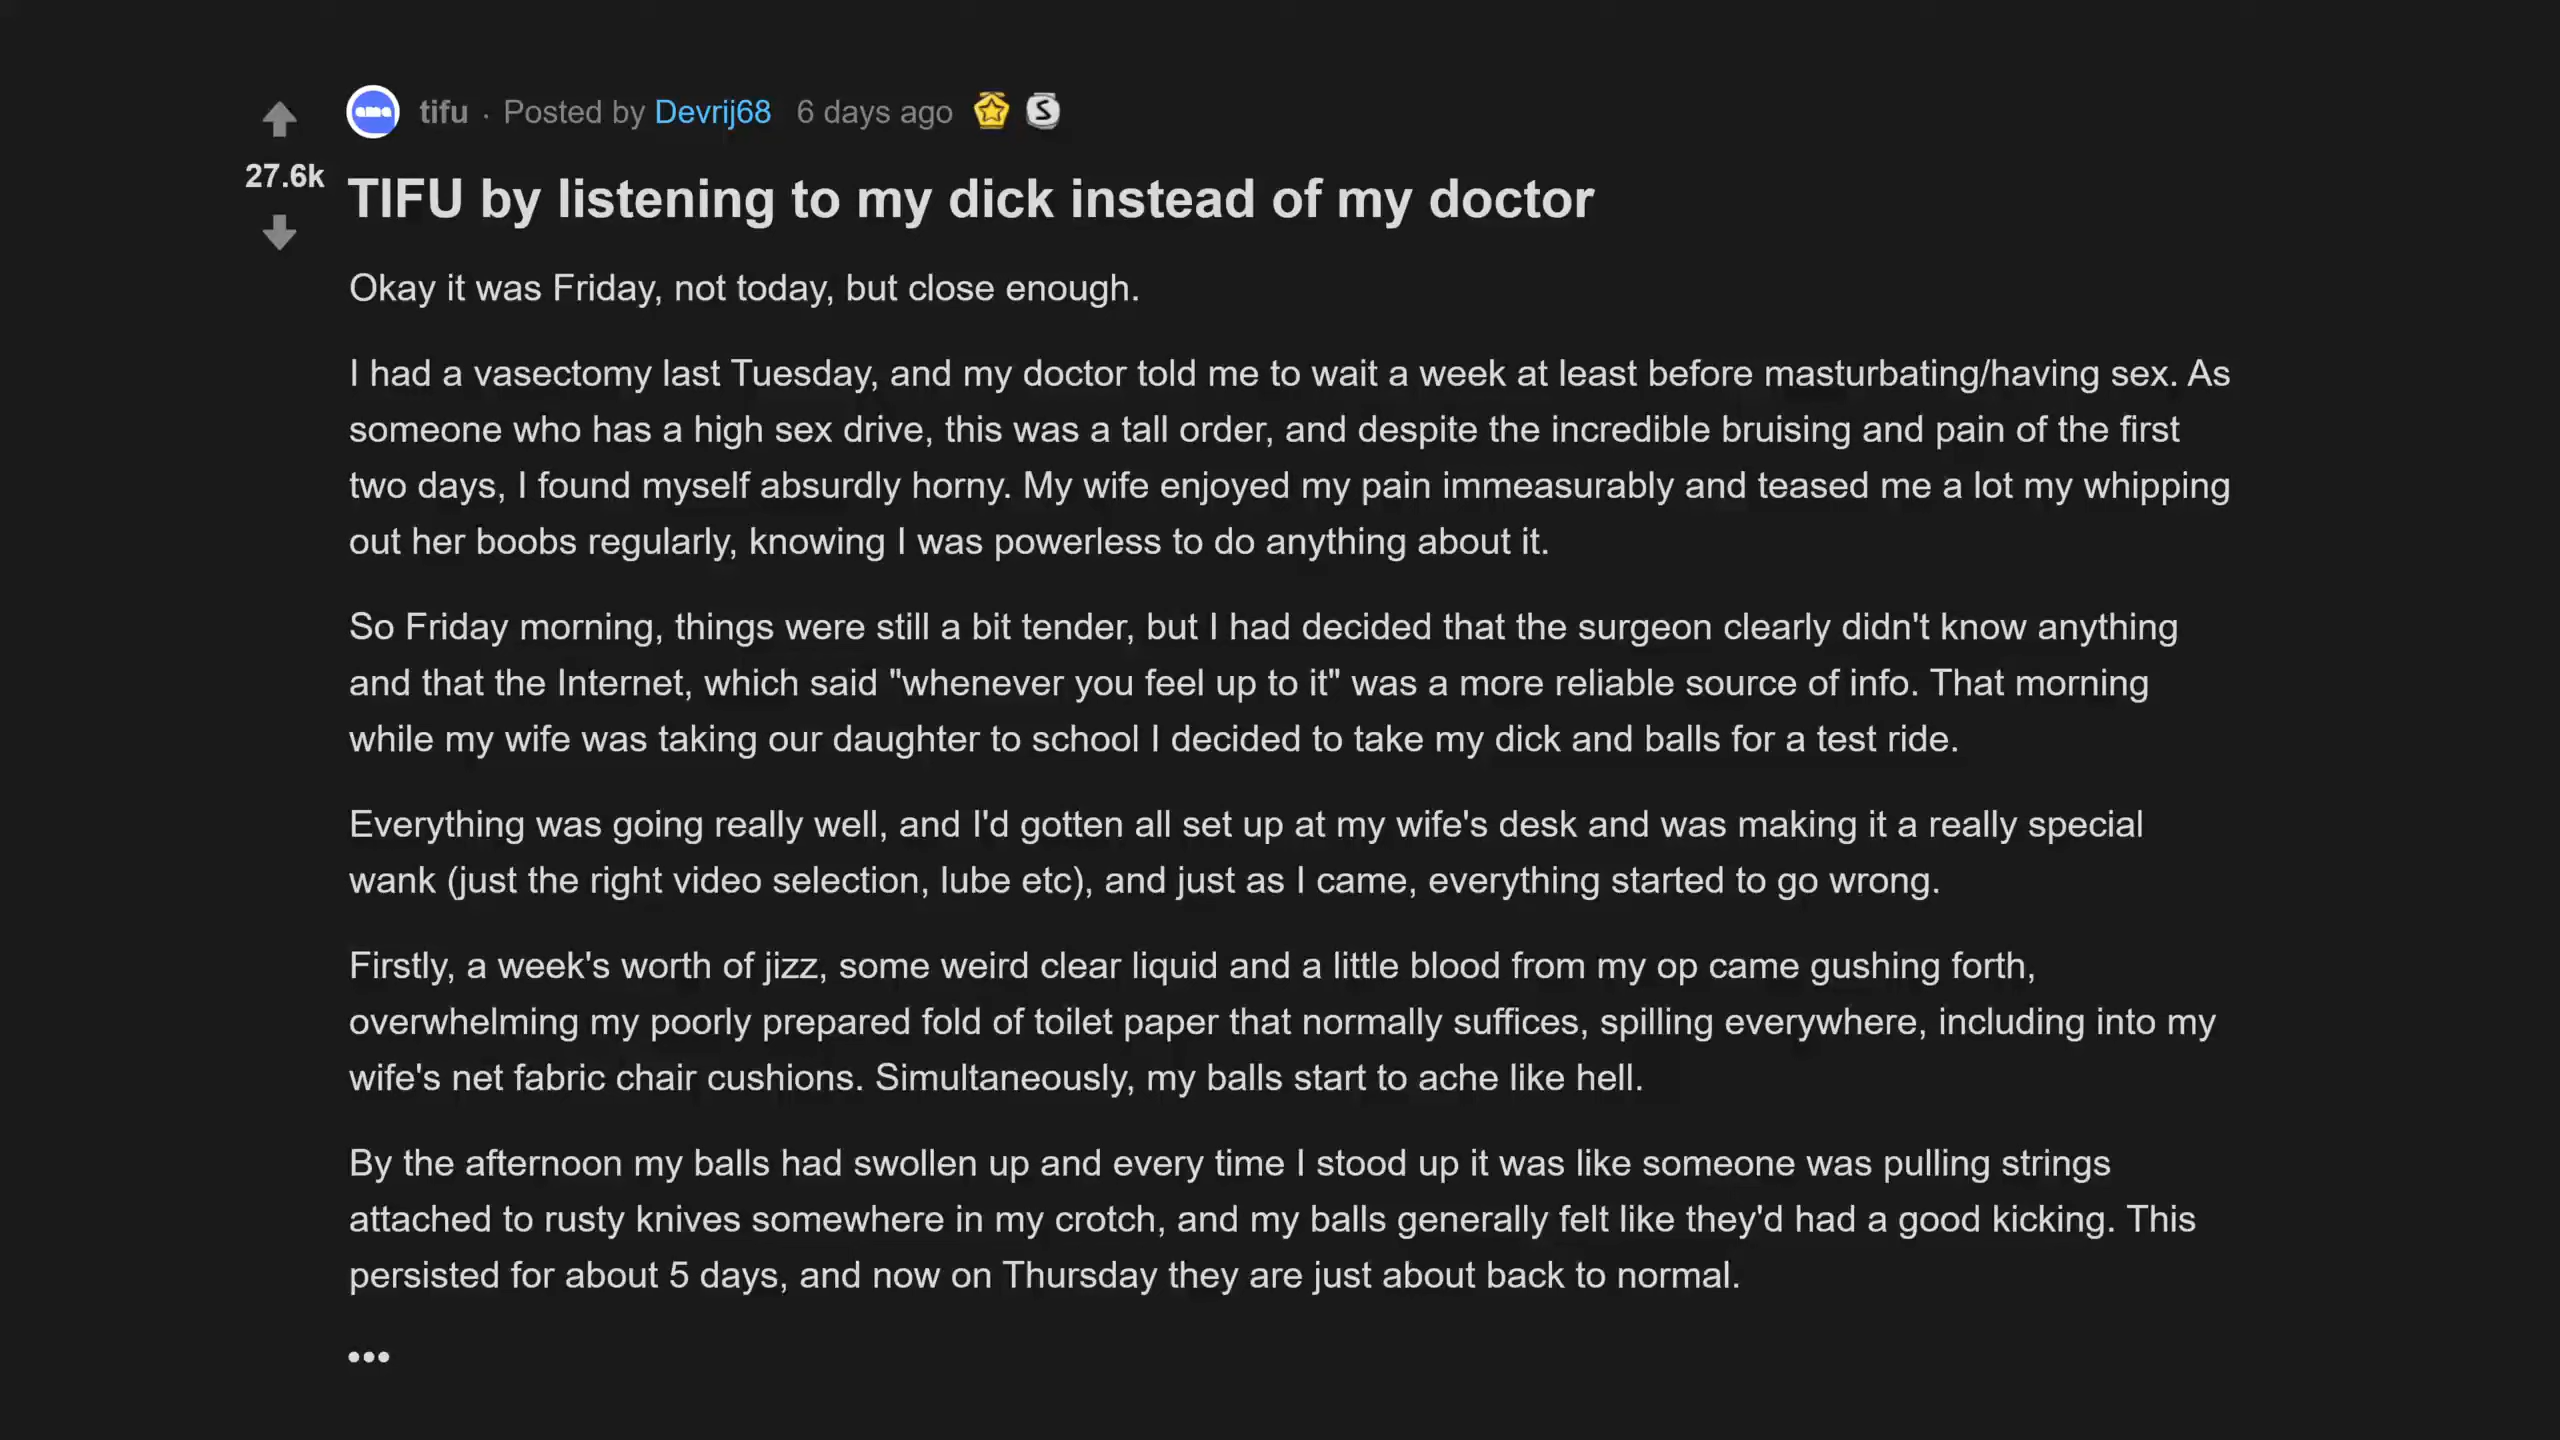 ama tifu · Posted by Devrij68 6 days ago S
27.6k
TIFU by listening to my dick instead of my doctor
Okay it was Friday, not today, but close enough.
I had a vasectomy last Tuesday, and my doctor told me to wait a week at least before masturbating/having sex. As
someone who has a high sex drive, this was a tall order, and despite the incredible bruising and pain of the first
two days, I found myself absurdly horny. My wife enjoyed my pain immeasurably and teased me a lot my whipping
out her boobs regularly, knowing I was powerless to do anything about it.
So Friday morning, things were still a bit tender, but I had decided that the surgeon clearly didn't know anything
and that the Internet, which said "whenever you feel up to it" was a more reliable source of info. That morning
while my wife was taking our daughter to school I decided to take my dick and balls for a test ride.
Everything was going really well, and I'd gotten all set up at my wife's desk and was making it a really special
wank (just the right video selection, lube etc), and just as I came, everything started to go wrong.
Firstly, a week's worth of jizz, some weird clear liquid and a little blood from my op came gushing forth,
overwhelming my poorly prepared fold of toilet paper that normally suffices, spilling everywhere, including into my
wife's net fabric chair cushions. Simultaneously, my balls start to ache like hell.
By the afternoon my balls had swollen up and every time I stood up it was like someone was pulling strings
attached to rusty knives somewhere in my crotch, and my balls generally felt like they'd had a good kicking. This
persisted for about 5 days, and now on Thursday they are just about back to normal.
•••